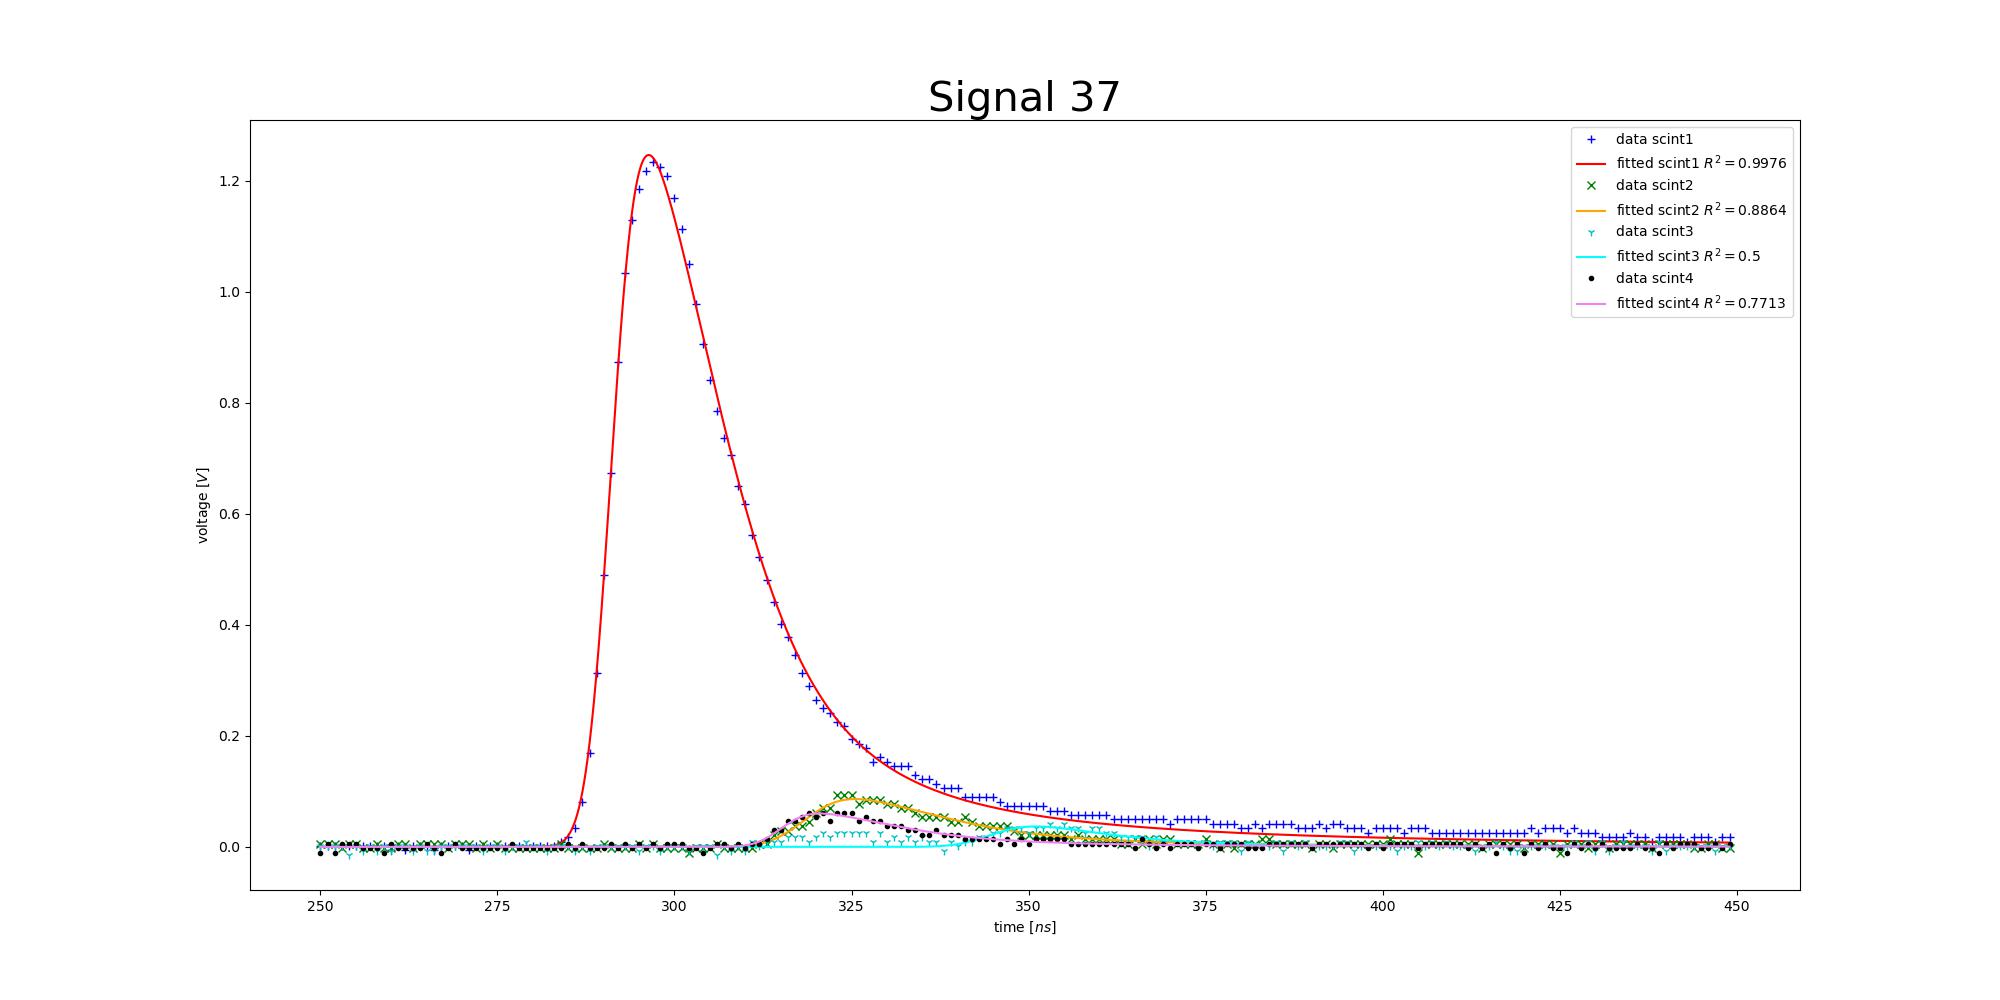 Signal 37
data scint1
fitted scint1 R² = 0.9976
data scint2
fitted scint2 R² = 0.8864
data scint3
fitted scint3 R² = 0.5
data scint4
fitted scint4 R² = 0.7713
voltage [V]
1.2
1.0
0.8
0.6
0.4
0.2
0.0
250 275 300 325 350 375 400 425 450
time [ns]